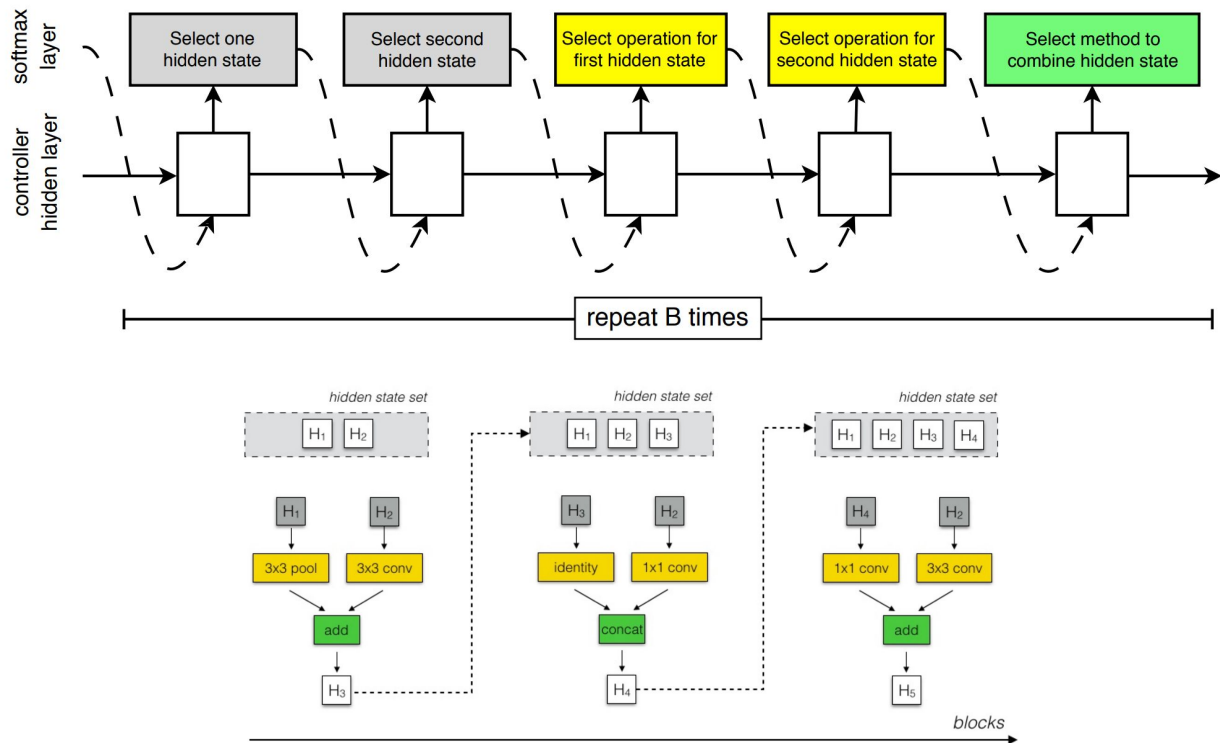 softmax
layer
Select one
hidden state
Select second
hidden state
Select operation for
first hidden state
Select operation for
second hidden state
Select method to
combine hidden state
controller
hidden layer
repeat B times
hidden state set
H₁ H₂
hidden state set
H₁ H₂ H₃
hidden state set
H₁ H₂ H₃ H₄
H₁ H₂
3x3 pool 3x3 conv
add
H₃
H₃ H₂
identity 1x1 conv
concat
H₄
H₄ H₂
1x1 conv 3x3 conv
add
H₅
blocks